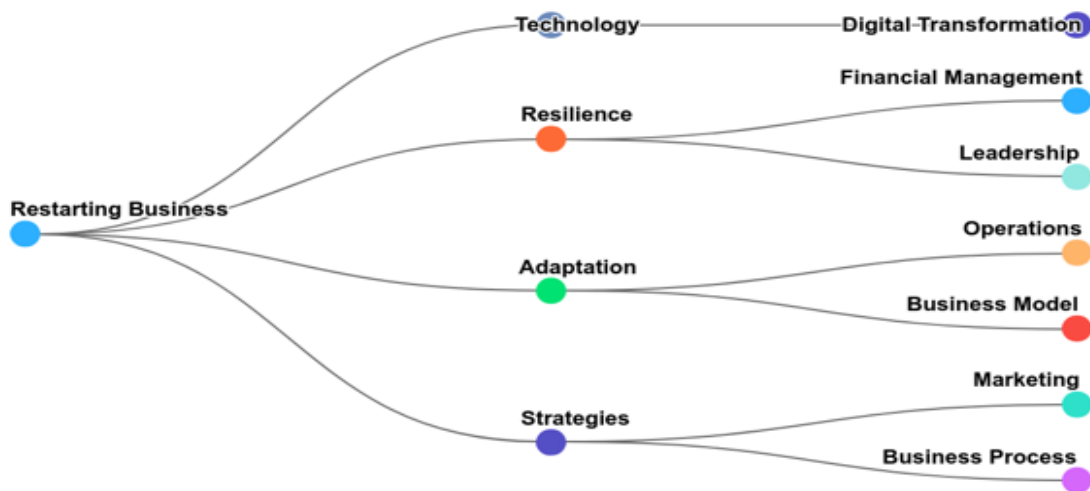 Technology
Digital Transformation
Financial Management
Resilience
Leadership
Restarting Business
Operations
Adaptation
Business Model
Marketing
Strategies
Business Process